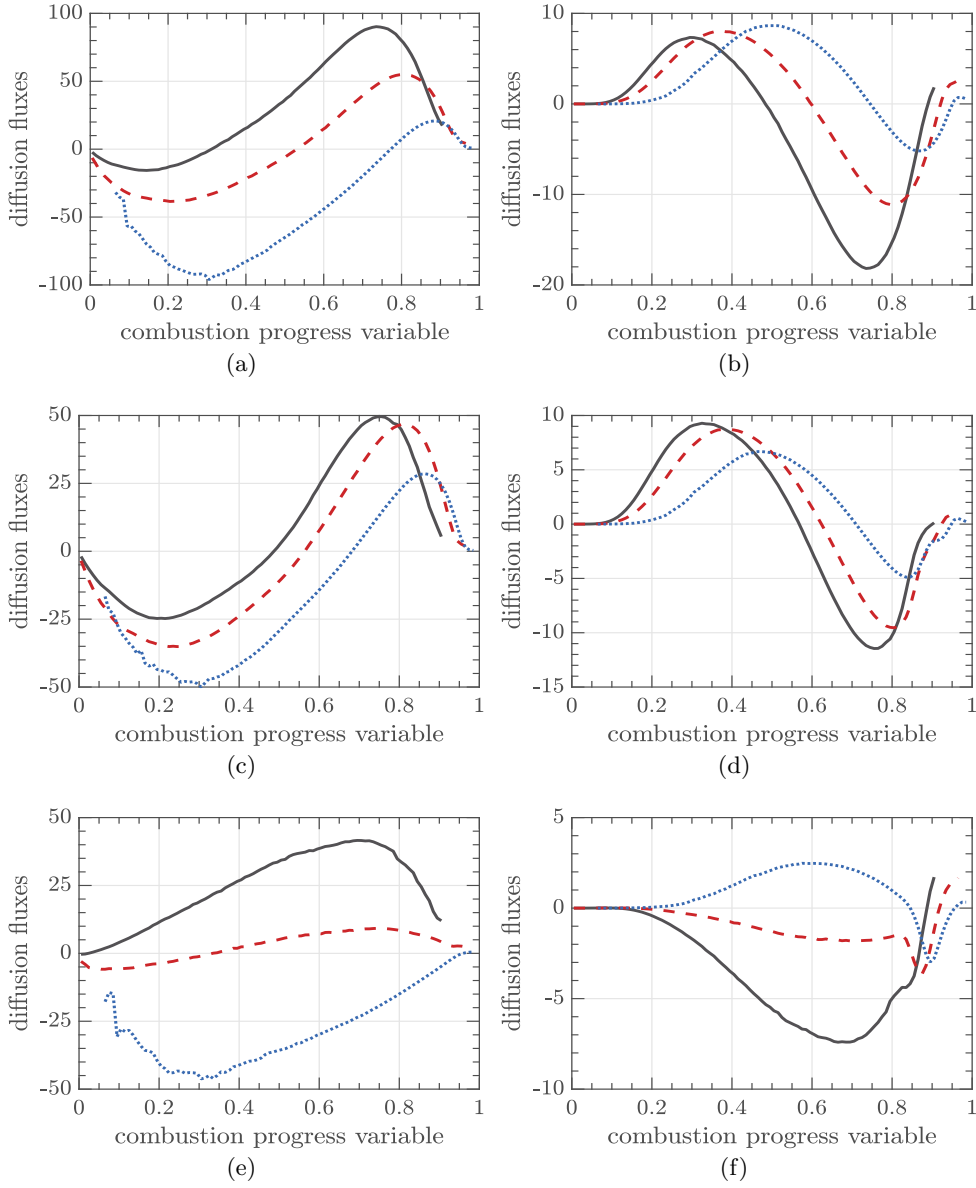 diffusion fluxes
100
50
0
-50
-100
0 0.2 0.4 0.6 0.8 1
combustion progress variable
(a)
diffusion fluxes
10
0
-10
-20
0 0.2 0.4 0.6 0.8 1
combustion progress variable
(b)
diffusion fluxes
50
25
0
-25
-50
0 0.2 0.4 0.6 0.8 1
combustion progress variable
(c)
diffusion fluxes
10
5
0
-5
-10
-15
0 0.2 0.4 0.6 0.8 1
combustion progress variable
(d)
diffusion fluxes
50
25
0
-25
-50
0 0.2 0.4 0.6 0.8 1
combustion progress variable
(e)
diffusion fluxes
5
0
-5
-10
0 0.2 0.4 0.6 0.8 1
combustion progress variable
(f)